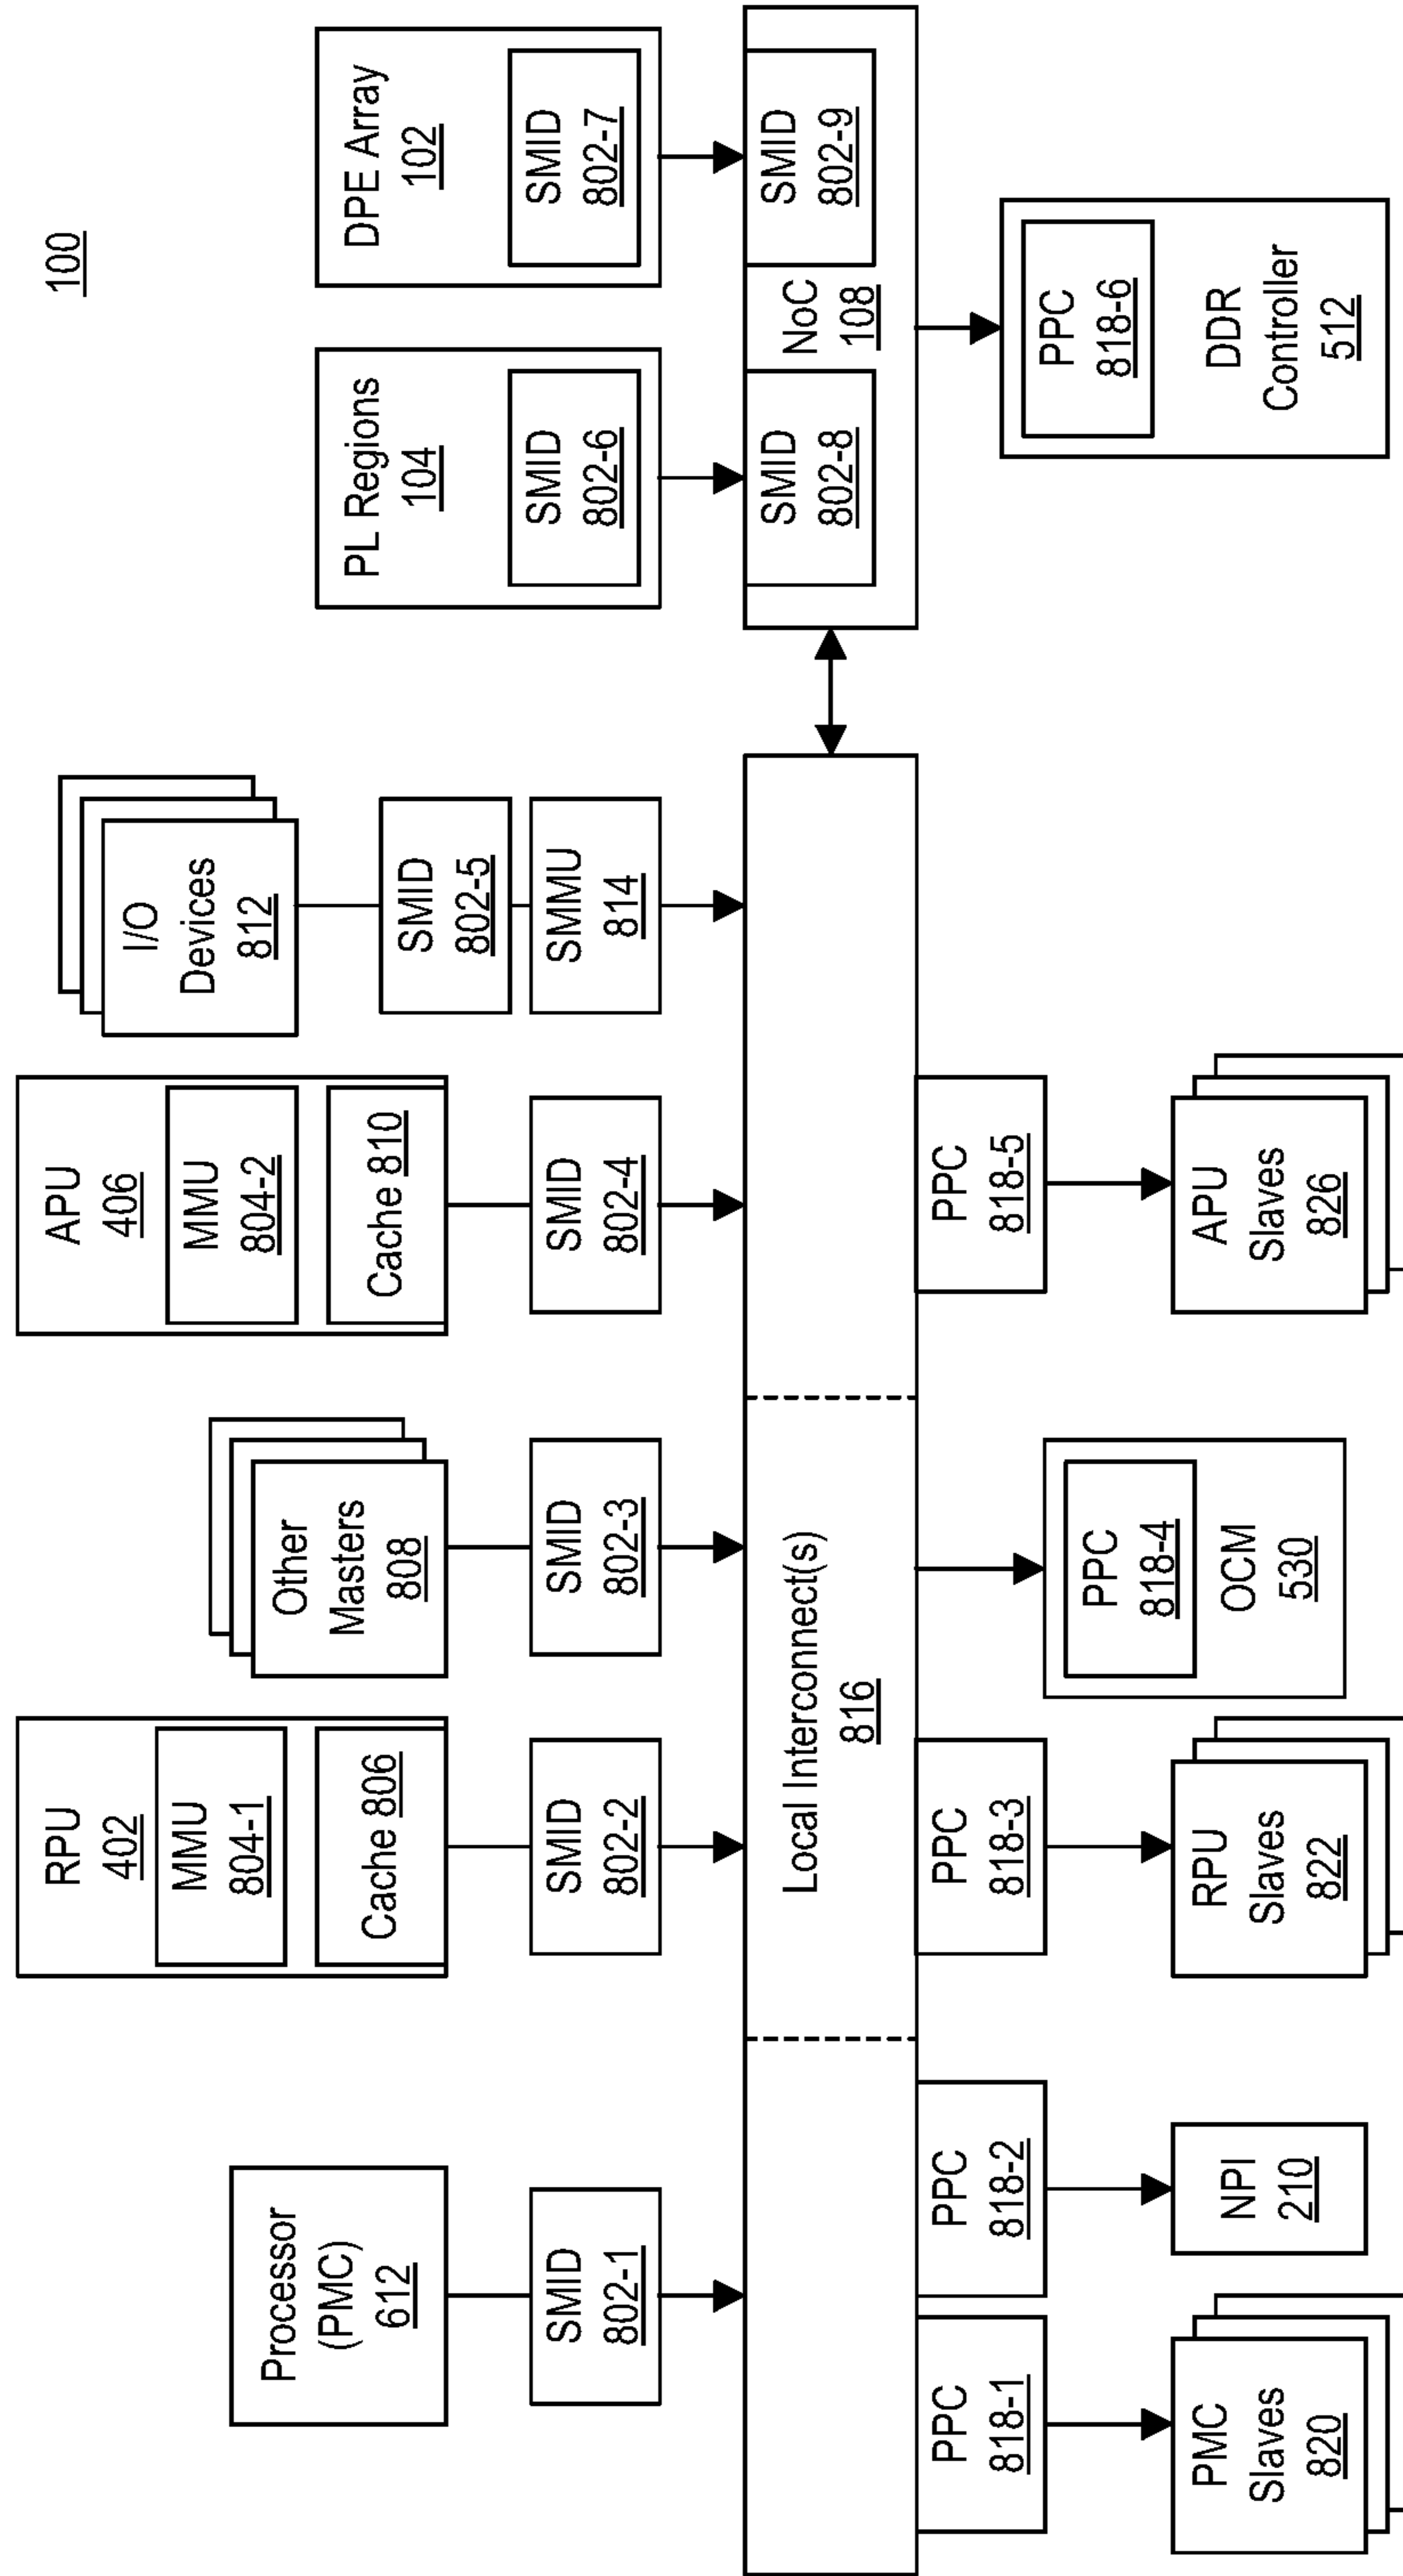 100
Processor
(PMC)
612
SMID
802-1
RPU
402
MMU
804-1
Cache 806
SMID
802-2
Other
Masters
808
SMID
802-3
APU
406
MMU
804-2
Cache 810
SMID
802-4
I/O
Devices
812
SMID
802-5
SMMU
814
PL Regions
104
SMID
802-6
DPE Array
102
SMID
802-7
Local Interconnect(s)
816
SMID
802-8
NoC
108
SMID
802-9
PPC
818-1
PMC
Slaves
820
PPC
818-2
NPI
210
PPC
818-3
RPU
Slaves
822
PPC
818-4
OCM
530
PPC
818-5
APU
Slaves
826
PPC
818-6
DDR
Controller
512